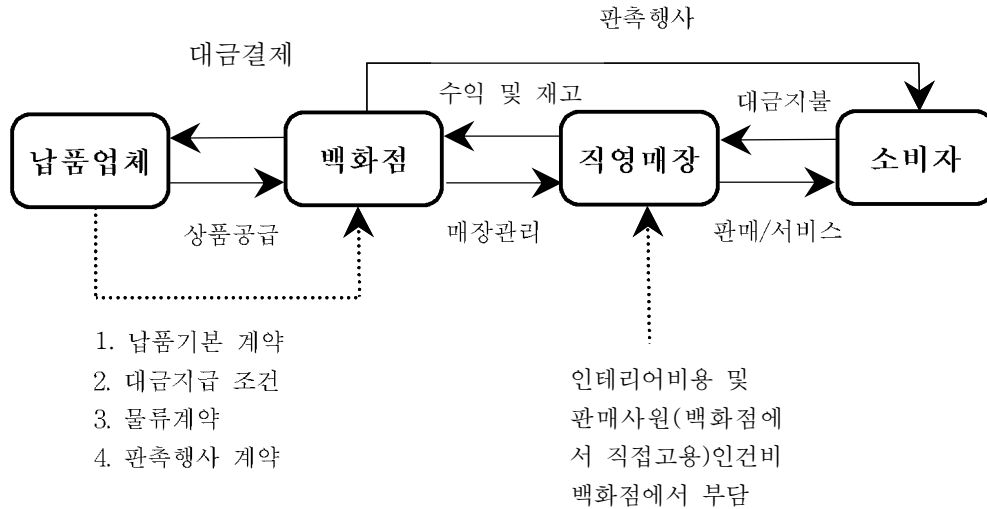 판촉행사
대금결제
수익 및 재고
대금지불
납품업체
백화점
직영매장
소비자
상품공급
매장관리
판매/서비스
1. 납품기본 계약
2. 대금지급 조건
3. 물류계약
4. 판촉행사 계약
인테리어비용 및
판매사원(백화점에
서 직접고용)인건비
백화점에서 부담